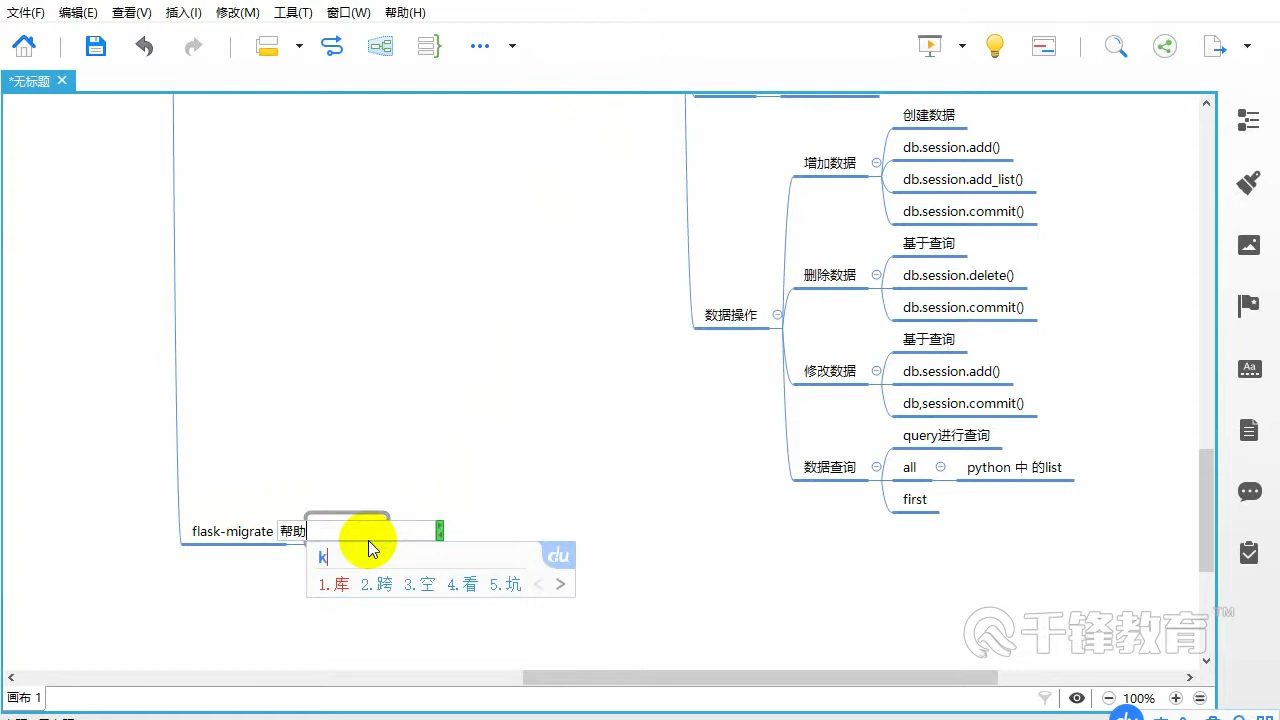 文件(F) 编辑(E) 查看(V) 插入(I) 修改(M) 工具(T) 窗口(W) 帮助(H)
*无标题
创建数据
增加数据
db.session.add()
db.session.add_list()
db.session.commit()
基于查询
删除数据
db.session.delete()
db.session.commit()
数据操作
基于查询
修改数据
db.session.add()
db,session.commit()
query进行查询
数据查询
all
python 中 的list
first
flask-migrate 帮助
k
du
1.库 2.跨 3.空 4.看 5.坑
千锋教育 TM
画布 1
100%